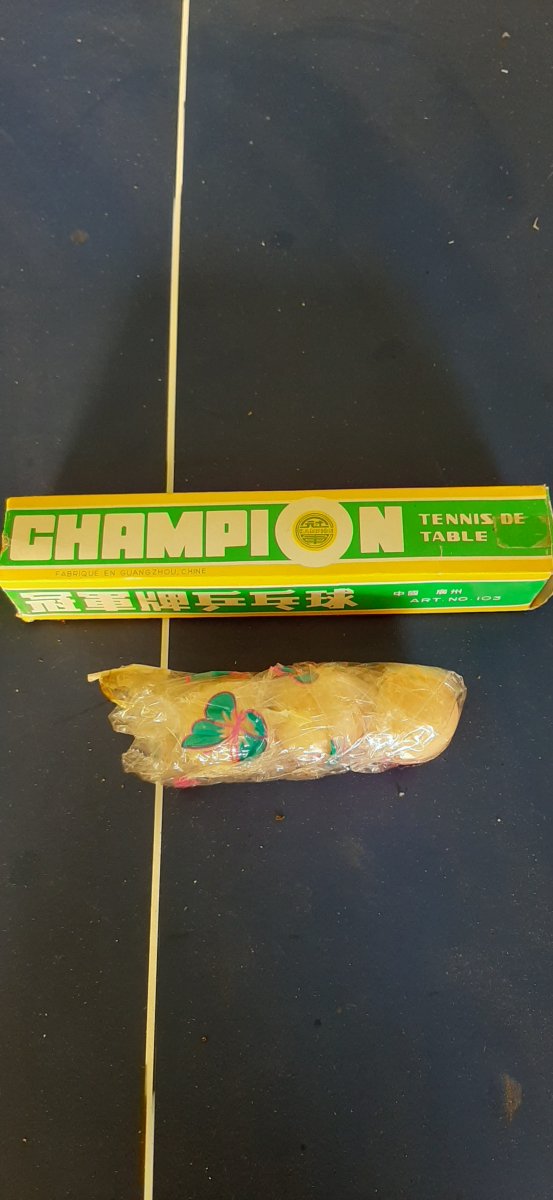 CHAMPION
TENNIS DE
TABLE
FABRIQUE EN GUANGZHOU, CHINE
冠軍牌乒乓球
中國 廣州
ART. NO. 103